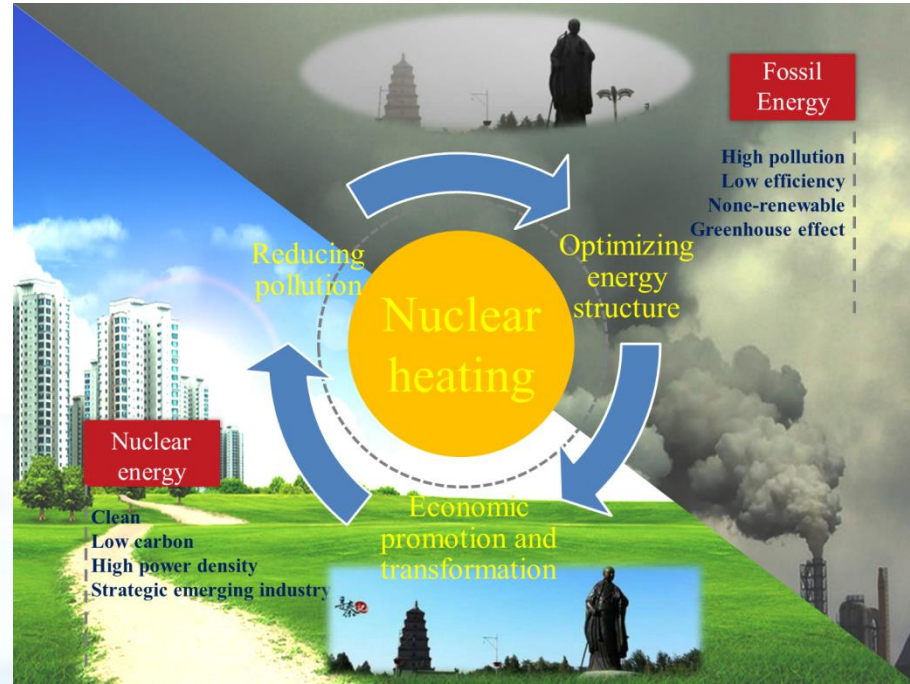 Fossil
Energy
High pollution
Low efficiency
None-renewable
Greenhouse effect
Reducing
pollution
Optimizing
energy
structure
Nuclear
heating
Nuclear
energy
Clean
Low carbon
High power density
Strategic emerging industry
Economic
promotion and
transformation